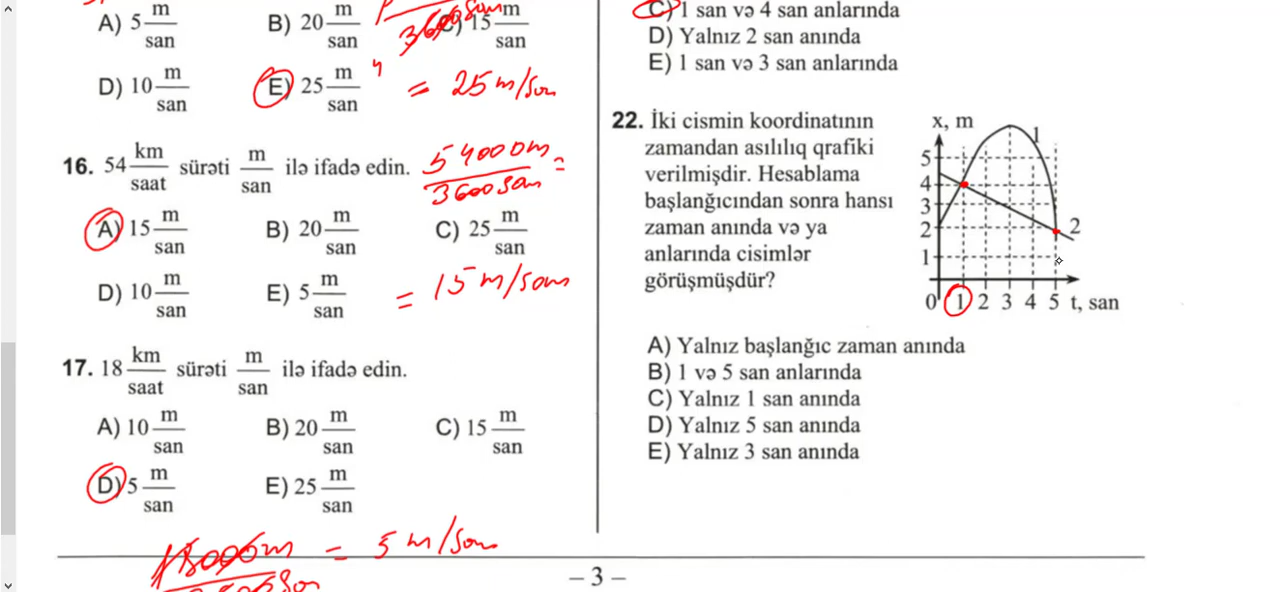 A) 5 m/san B) 20 m/san C) 15 m/san
3600san
D) 10 m/san E) 25 m/san = 25 m/san
16. 54 km/saat sürəti m/san ilə ifadə edin. 54000m/3600san =
A) 15 m/san B) 20 m/san C) 25 m/san
D) 10 m/san E) 5 m/san = 15 m/san
17. 18 km/saat sürəti m/san ilə ifadə edin.
A) 10 m/san B) 20 m/san C) 15 m/san
D) 5 m/san E) 25 m/san
18000m = 5 m/san
C) 1 san və 4 san anlarında
D) Yalnız 2 san anında
E) 1 san və 3 san anlarında
22. İki cismin koordinatının
zamandan asılılıq qrafiki
verilmişdir. Hesablama
başlanğıcından sonra hansı
zaman anında və ya
anlarında cisimlər
görüşmüşdür?
x, m
1
5
4
3
2
2
1
0 1 2 3 4 5 t, san
A) Yalnız başlanğıc zaman anında
B) 1 və 5 san anlarında
C) Yalnız 1 san anında
D) Yalnız 5 san anında
E) Yalnız 3 san anında
– 3 –